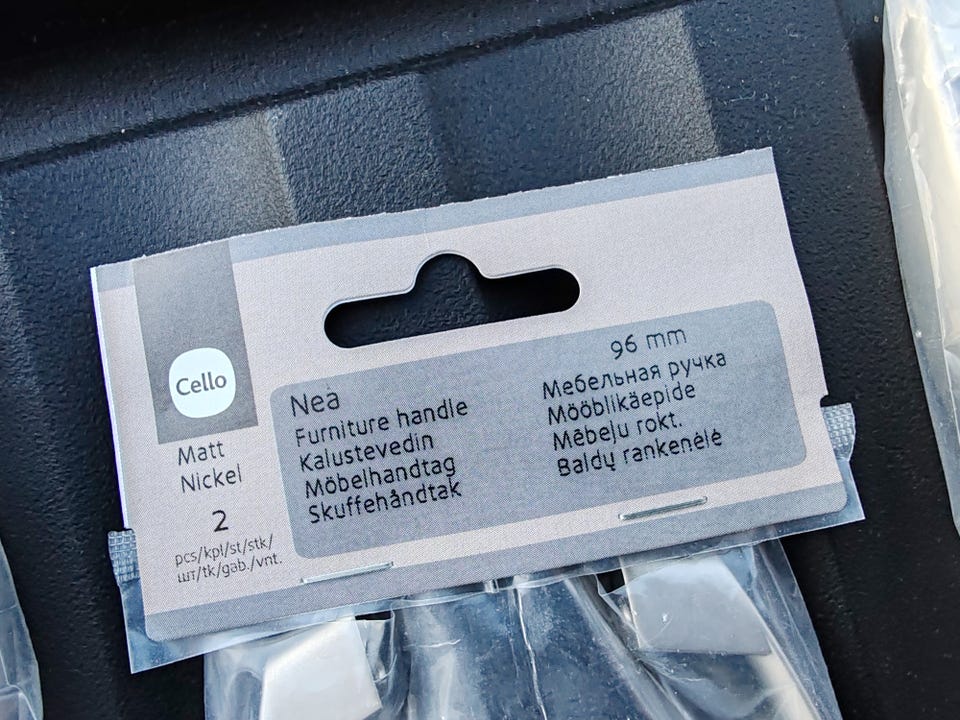 Cello
Matt
Nickel
2
pcs/kpl/st/stk/
шт/tk/gab./vnt.
Nea
Furniture handle
Kalustevedin
Möbelhandtag
Skuffehåndtak
96 mm
Мебельная ручка
Mööblikäepide
Mēbeļu rokt.
Baldų rankenėlė